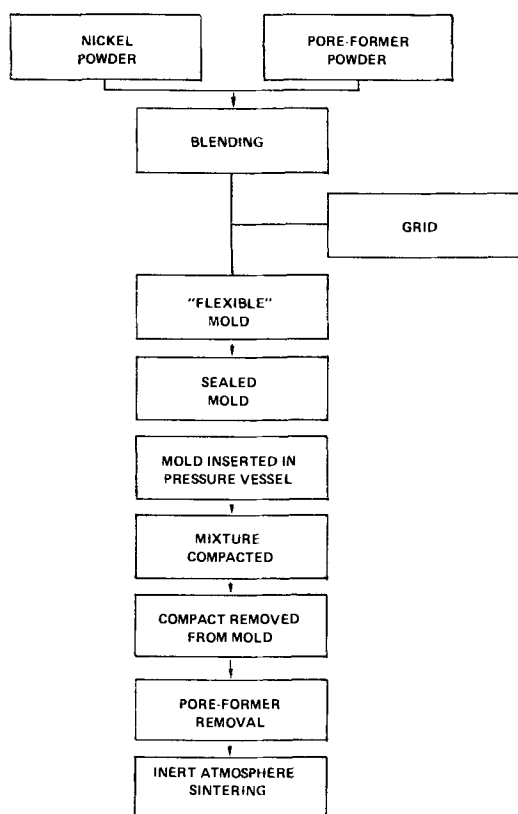 NICKEL
POWDER
PORE-FORMER
POWDER
BLENDING
GRID
"FLEXIBLE"
MOLD
SEALED
MOLD
MOLD INSERTED IN
PRESSURE VESSEL
MIXTURE
COMPACTED
COMPACT REMOVED
FROM MOLD
PORE-FORMER
REMOVAL
INERT ATMOSPHERE
SINTERING